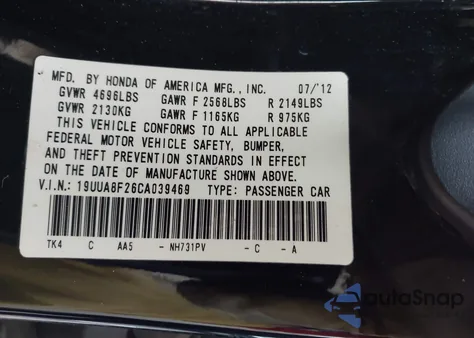 MFD. BY HONDA OF AMERICA MFG., INC. 07/'12
GVWR 4696LBS GAWR F 2568LBS R 2149LBS
GVWR 2130KG GAWR F 1165KG R 975KG
THIS VEHICLE CONFORMS TO ALL APPLICABLE
FEDERAL MOTOR VEHICLE SAFETY, BUMPER,
AND THEFT PREVENTION STANDARDS IN EFFECT
ON THE DATE OF MANUFACTURE SHOWN ABOVE.
V.I.N.: 19UUA8F26CA039469 TYPE: PASSENGER CAR
TK4 C AA5 - NH731PV - C - A
AutaSnap